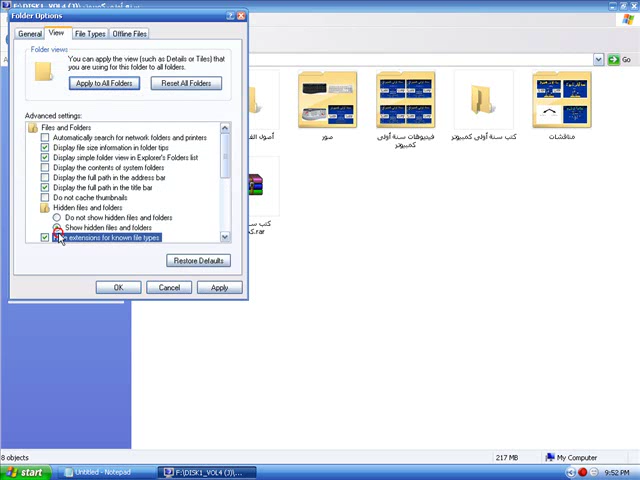 F:\DISK1_VOL4 (J)\سنة أولى كمبيوتر
Folder Options
General
View
File Types
Offline Files
Folder views
You can apply the view (such as Details or Tiles) that
you are using for this folder to all folders.
Apply to All Folders
Reset All Folders
Advanced settings:
Files and Folders
Automatically search for network folders and printers
Display file size information in folder tips
Display simple folder view in Explorer's Folders list
Display the contents of system folders
Display the full path in the address bar
Display the full path in the title bar
Do not cache thumbnails
Hidden files and folders
Do not show hidden files and folders
Show hidden files and folders
extensions for known file types
Restore Defaults
OK
Cancel
Apply
Go
صور
فيديوهات سنة أولى
كمبيوتر
كتب سنة أولى كمبيوتر
مناقشات
8 objects
217 MB
My Computer
start
Untitled - Notepad
F:\DISK1_VOL4 (J)\...
9:52 PM